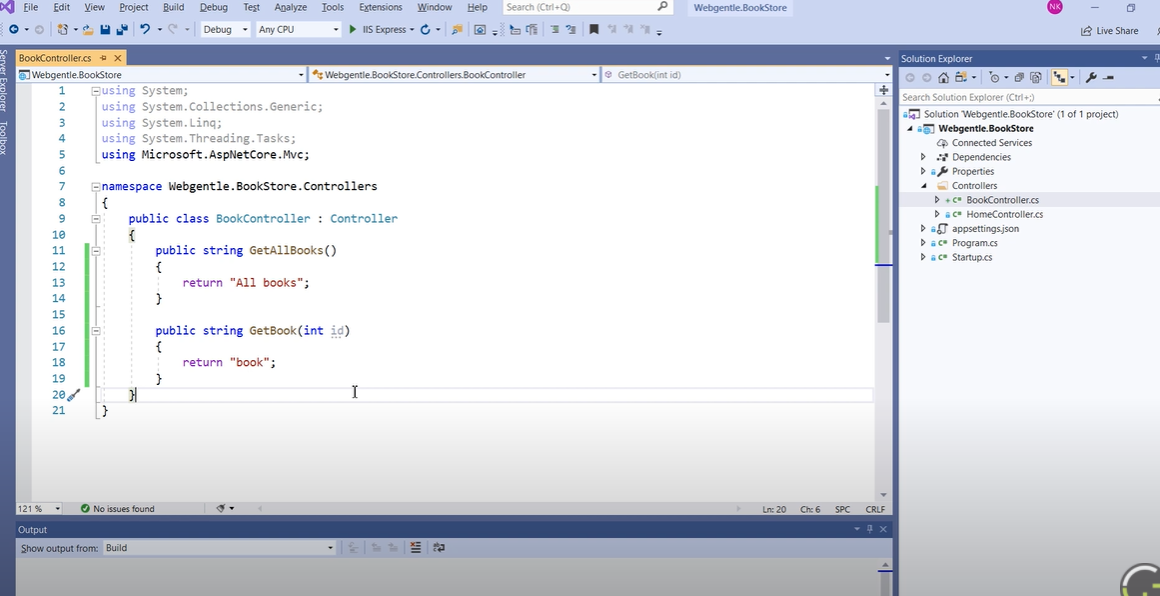 File Edit View Project Build Debug Test Analyze Tools Extensions Window Help Search (Ctrl+Q) Webgentle.BookStore NK
Debug Any CPU IIS Express Live Share
Server Explorer
Toolbox
BookController.cs
Webgentle.BookStore Webgentle.BookStore.Controllers.BookController GetBook(int id)
1 using System;
2 using System.Collections.Generic;
3 using System.Linq;
4 using System.Threading.Tasks;
5 using Microsoft.AspNetCore.Mvc;
6
7 namespace Webgentle.BookStore.Controllers
8 {
9 public class BookController : Controller
10 {
11 public string GetAllBooks()
12 {
13 return "All books";
14 }
15
16 public string GetBook(int id)
17 {
18 return "book";
19 }
20 }
21 }
121 % No issues found Ln: 20 Ch: 6 SPC CRLF
Output
Show output from: Build
Solution Explorer
Search Solution Explorer (Ctrl+;)
Solution 'Webgentle.BookStore' (1 of 1 project)
Webgentle.BookStore
Connected Services
Dependencies
Properties
Controllers
C# BookController.cs
C# HomeController.cs
appsettings.json
C# Program.cs
C# Startup.cs